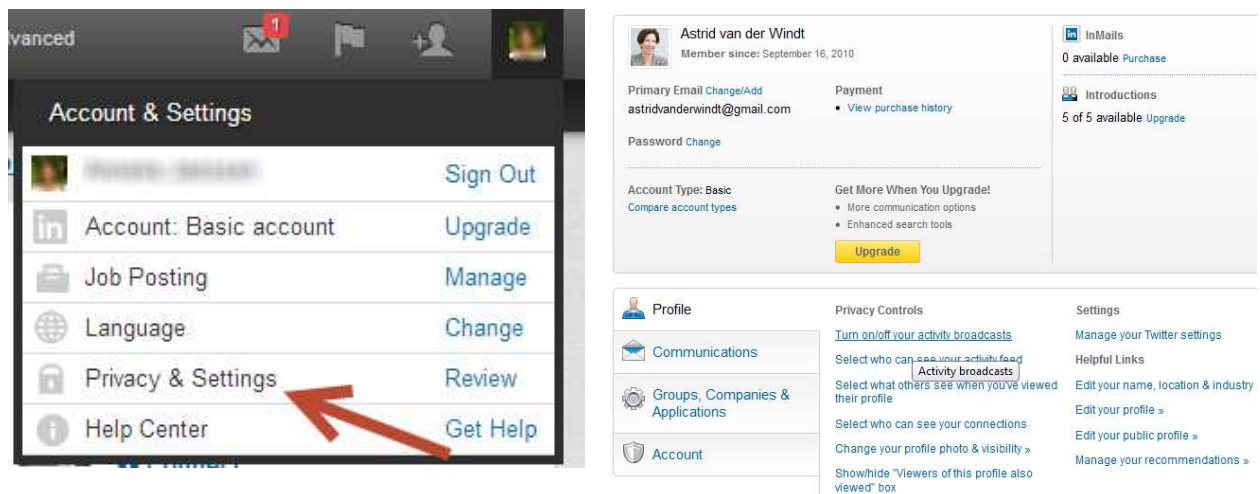 vanced
1
Account & Settings
Sign Out
in Account: Basic account Upgrade
Job Posting Manage
Language Change
Privacy & Settings Review
Help Center Get Help
Astrid van der Windt
Member since: September 16, 2010
Primary Email Change/Add
astridvanderwindt@gmail.com
Password Change
Payment
• View purchase history
Account Type: Basic
Compare account types
Get More When You Upgrade!
• More communication options
• Enhanced search tools
Upgrade
in InMails
0 available Purchase
Introductions
5 of 5 available Upgrade
Profile
Communications
Groups, Companies &
Applications
Account
Privacy Controls
Turn on/off your activity broadcasts
Select who can see your activity feed
Activity broadcasts
Select what others see when you've viewed
their profile
Select who can see your connections
Change your profile photo & visibility »
Show/hide "Viewers of this profile also
viewed" box
Settings
Manage your Twitter settings
Helpful Links
Edit your name, location & industry
Edit your profile »
Edit your public profile »
Manage your recommendations »